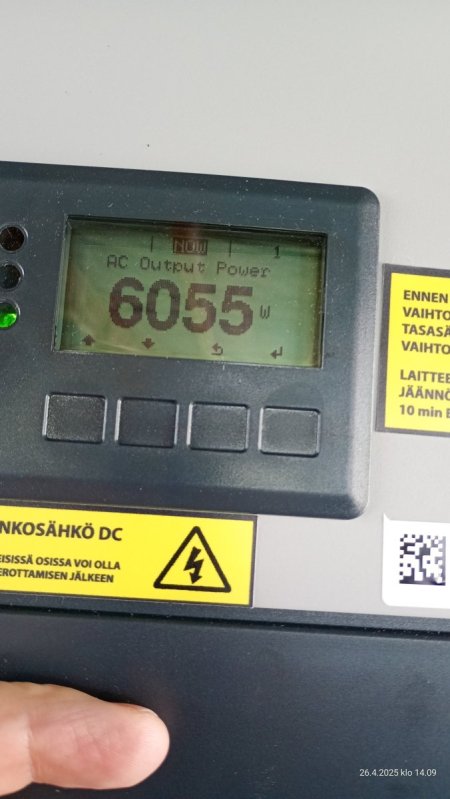 NOW 1
AC Output Power
6055 W
ENNEN
VAIHTO
TASASÄ
VAIHTO
LAITTEE
JÄÄNNÖ
10 min E
NKOSÄHKÖ DC
EISISSÄ OSISSA VOI OLLA
EROTTAMISEN JÄLKEEN
26.4.2025 klo 14.09